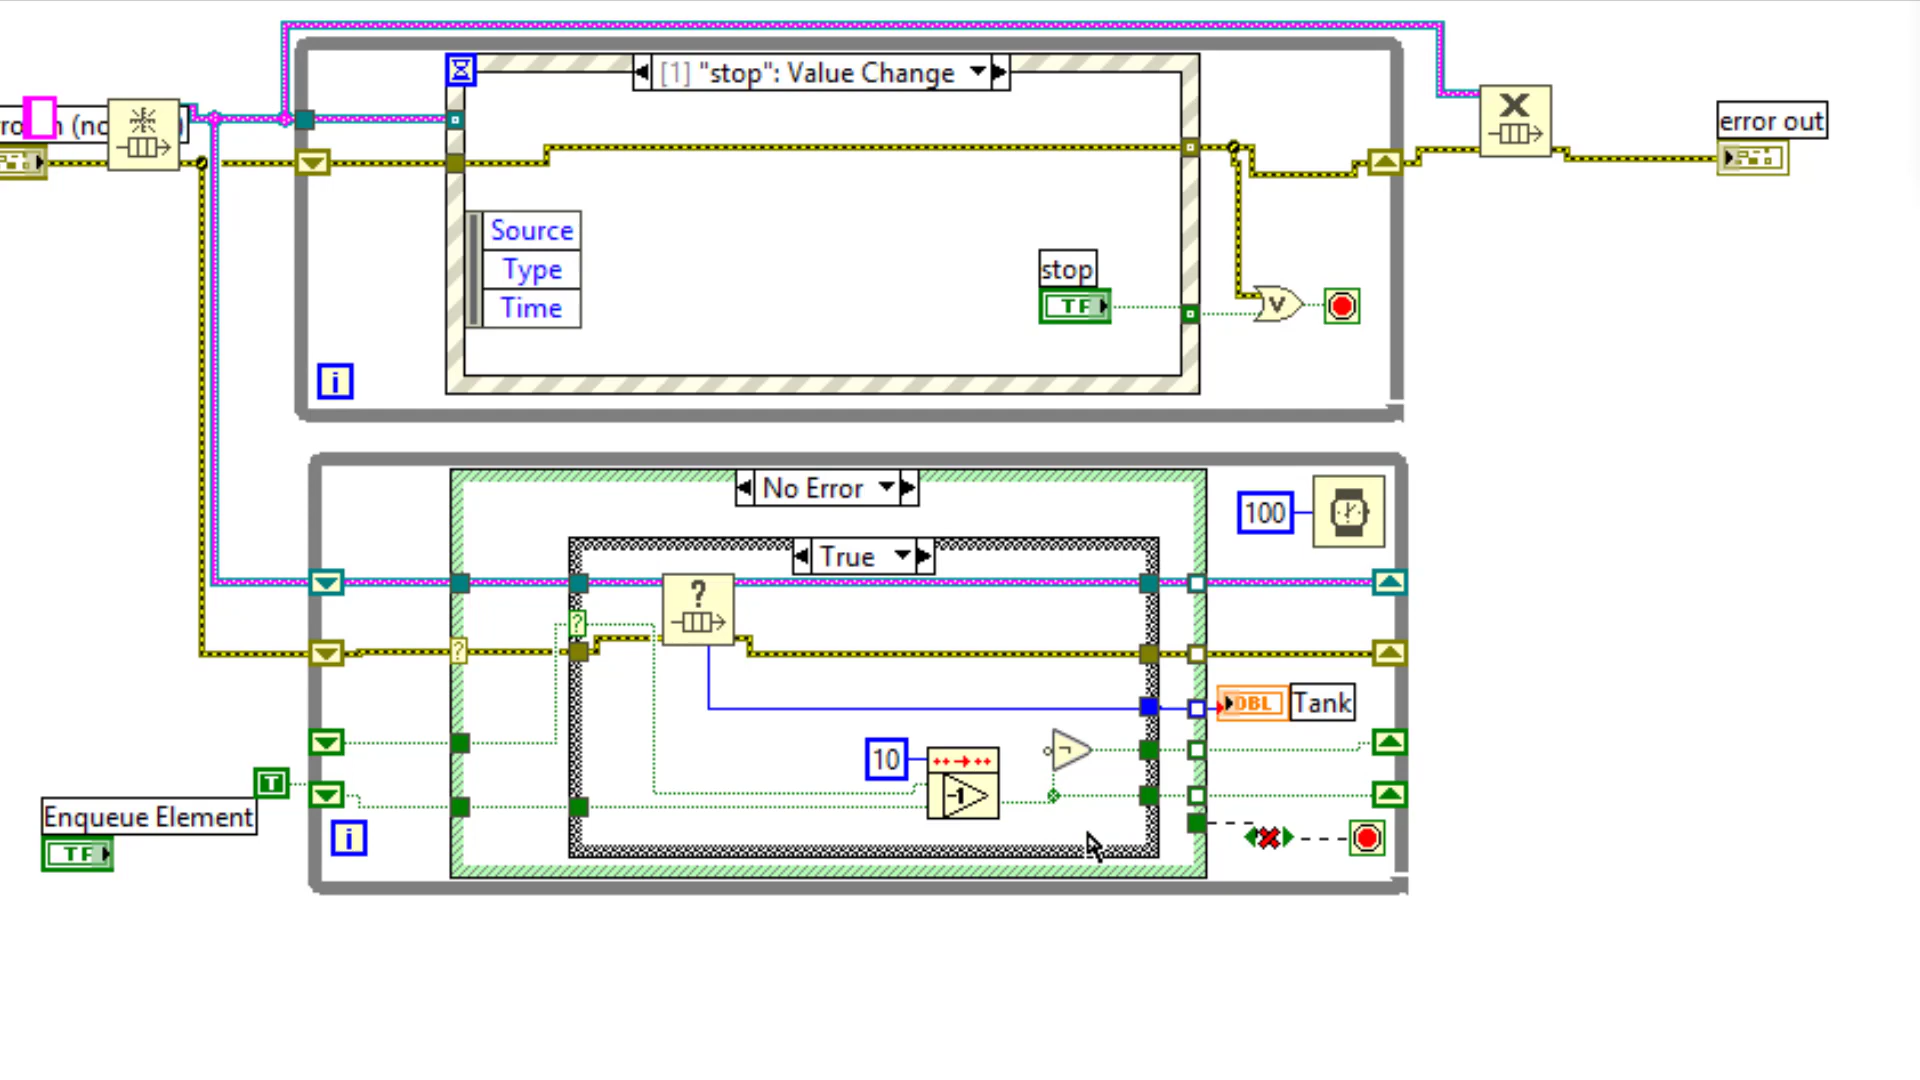 [1] "stop": Value Change
error out
Source
Type
Time
stop
TF
V
i
No Error
100
True
?
?
?
DBL
Tank
10
-1
T
Enqueue Element
TF
i